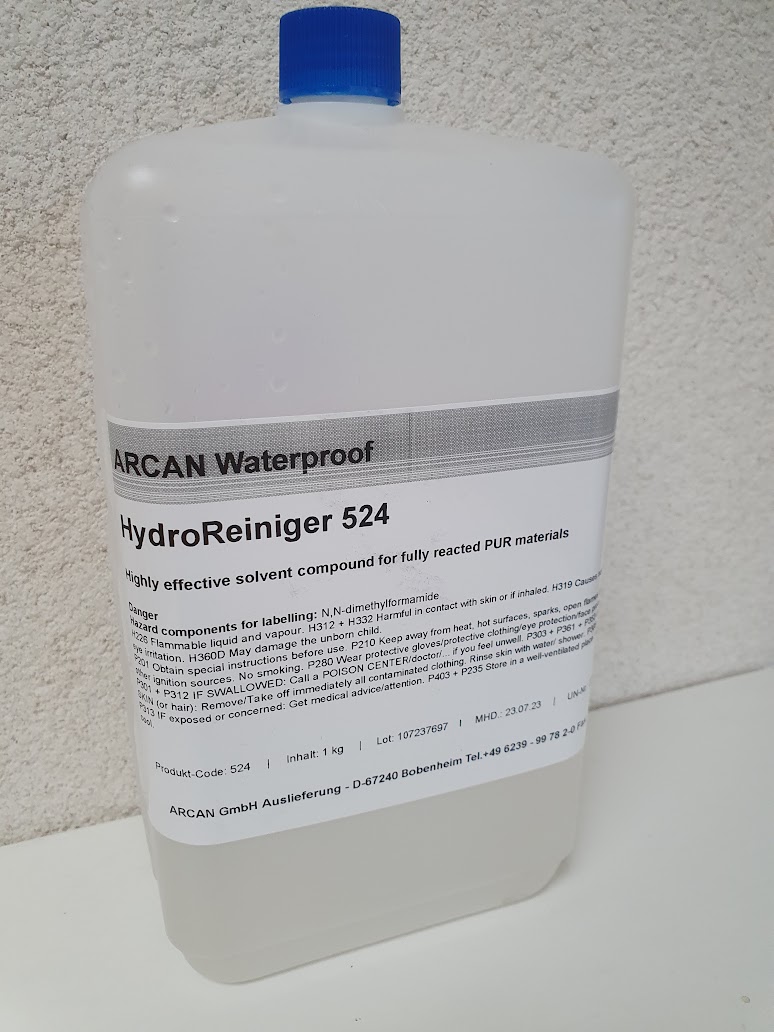 ARCAN Waterproof
HydroReiniger 524
Highly effective solvent compound for fully reacted PUR materials
Danger
Hazard components for labelling: N,N-dimethylformamide
H226 Flammable liquid and vapour. H312 + H332 Harmful in contact with skin or if inhaled. H319 Causes
eye irritation. H360D May damage the unborn child.
P201 Obtain special instructions before use. P210 Keep away from heat, hot surfaces, sparks, open
other ignition sources. No smoking. P280 Wear protective gloves/protective clothing/eye protection/face
P301 + P312 IF SWALLOWED: Call a POISON CENTER/doctor/... if you feel unwell. P303 + P361 +
SKIN (or hair): Remove/Take off immediately all contaminated clothing. Rinse skin with water/ shower.
P313 IF exposed or concerned: Get medical advice/attention. P403 + P235 Store in a well-ventilated
cool.
Produkt-Code: 524 | Inhalt: 1 kg | Lot: 107237697 | MHD.: 23.07.23 |
ARCAN GmbH Auslieferung - D-67240 Bobenheim Tel.+49 6239 - 99 78 2-0